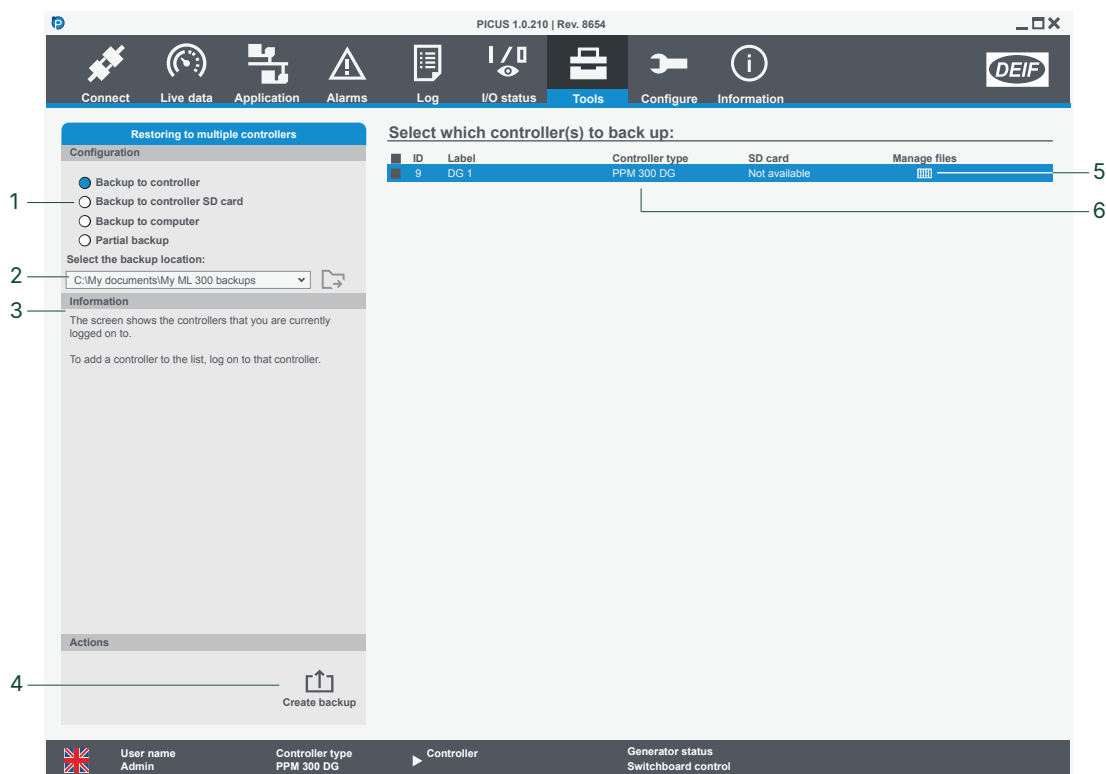 PICUS 1.0.210 | Rev. 8654
Connect
Live data
Application
Alarms
Log
I/O status
Tools
Configure
Information
DEIF
Restoring to multiple controllers
Configuration
Backup to controller
1
Backup to controller SD card
Backup to computer
Partial backup
Select the backup location:
2
C:\My documents\My ML 300 backups
3
Information
The screen shows the controllers that you are currently
logged on to.
To add a controller to the list, log on to that controller.
Actions
4
Create backup
Select which controller(s) to back up:
ID Label Controller type SD card Manage files
9 DG 1 PPM 300 DG Not available
5
6
User name
Admin
Controller type
PPM 300 DG
Controller
Generator status
Switchboard control